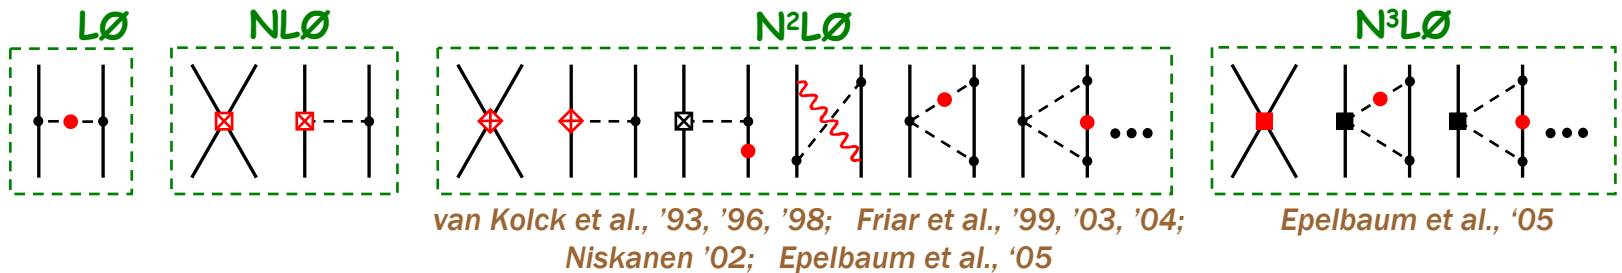 LØ NLØ N²LØ N³LØ
van Kolck et al., '93, '96, '98; Friar et al., '99, '03, '04; Epelbaum et al., ‘05
Niskanen '02; Epelbaum et al., ‘05